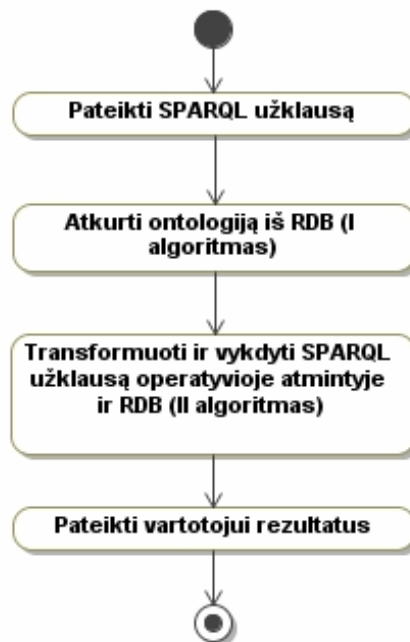 Pateikti SPARQL užklausą
Atkurti ontologiją iš RDB (I
algoritmas)
Transformuoti ir vykdyti SPARQL
užklausą operatyvioje atmintyje
ir RDB (II algoritmas)
Pateikti vartotojui rezultatus